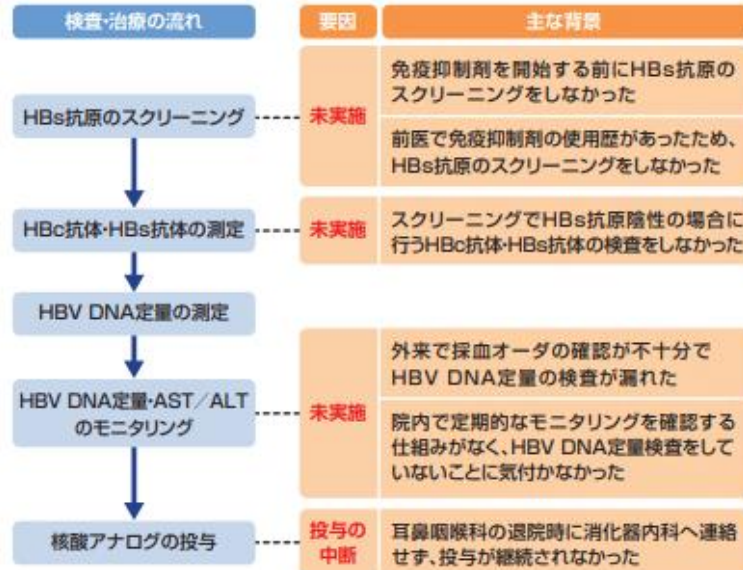 検査・治療の流れ
要因
主な背景
HBs抗原のスクリーニング
未実施
免疫抑制剤を開始する前にHBs抗原の
スクリーニングをしなかった
前医で免疫抑制剤の使用歴があったため、
HBs抗原のスクリーニングをしなかった
HBc抗体・HBs抗体の測定
未実施
スクリーニングでHBs抗原陰性の場合に
行うHBc抗体・HBs抗体の検査をしなかった
HBV DNA定量の測定
HBV DNA定量・AST／ALT
のモニタリング
未実施
外来で採血オーダの確認が不十分で
HBV DNA定量の検査が漏れた
院内で定期的なモニタリングを確認する
仕組みがなく、HBV DNA定量検査をして
いないことに気付かなかった
核酸アナログの投与
投与の
中断
耳鼻咽喉科の退院時に消化器内科へ連絡
せず、投与が継続されなかった